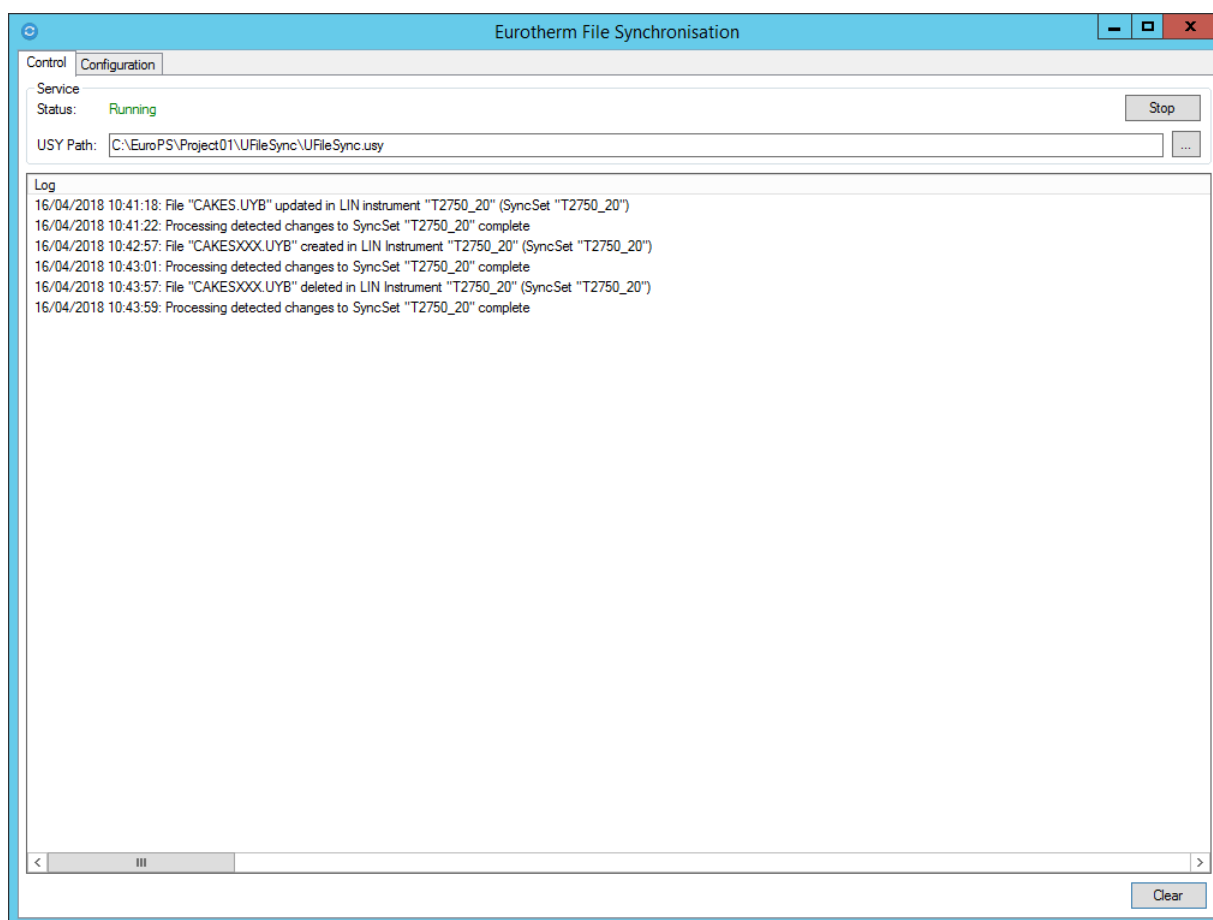 Eurotherm File Synchronisation
Control Configuration
Service
Status: Running Stop
USY Path: C:\EuroPS\Project01\UFileSync\UFileSync.usy ...
Log
16/04/2018 10:41:18: File "CAKES.UYB" updated in LIN instrument "T2750_20" (SyncSet "T2750_20")
16/04/2018 10:41:22: Processing detected changes to SyncSet "T2750_20" complete
16/04/2018 10:42:57: File "CAKESXXX.UYB" created in LIN Instrument "T2750_20" (SyncSet "T2750_20")
16/04/2018 10:43:01: Processing detected changes to SyncSet "T2750_20" complete
16/04/2018 10:43:57: File "CAKESXXX.UYB" deleted in LIN Instrument "T2750_20" (SyncSet "T2750_20")
16/04/2018 10:43:59: Processing detected changes to SyncSet "T2750_20" complete
Clear